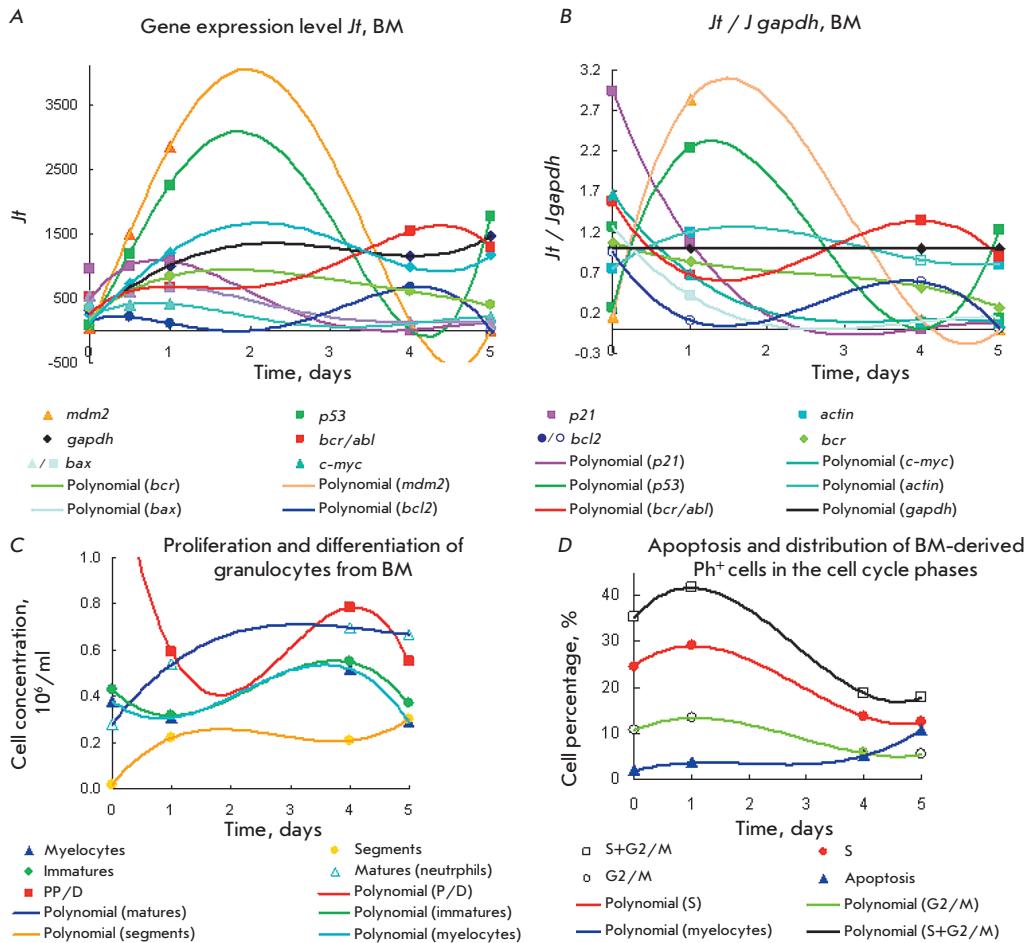 A
Gene expression level Jt, BM
Jt
3500
2500
1500
500
-500
0
1
2
3
4
5
Time, days
mdm2
p53
gapdh
bcr/abl
/ bax
c-myc
Polynomial (bcr)
Polynomial (mdm2)
Polynomial (bax)
Polynomial (bcl2)
B
Jt / J gapdh, BM
Jt / Jgapdh
3.2
2.7
2.2
1.7
1.2
0.7
0.2
-0.3
0
1
2
3
4
5
Time, days
p21
actin
/ bcl2
bcr
Polynomial (p21)
Polynomial (c-myc)
Polynomial (p53)
Polynomial (actin)
Polynomial (bcr/abl)
Polynomial (gapdh)
C
Proliferation and differentiation of
granulocytes from BM
Cell concentration,
10⁶/ml
1.0
0.8
0.6
0.4
0.2
0.0
0
1
2
3
4
5
Time, days
Myelocytes
Segments
Immatures
Matures (neutrphils)
PP/D
Polynomial (P/D)
Polynomial (matures)
Polynomial (immatures)
Polynomial (segments)
Polynomial (myelocytes)
D
Apoptosis and distribution of BM-derived
Ph⁺ cells in the cell cycle phases
Cell percentage, %
40
30
20
10
0
0
1
2
3
4
5
Time, days
S+G2/M
S
G2/M
Apoptosis
Polynomial (S)
Polynomial (G2/M)
Polynomial (myelocytes)
Polynomial (S+G2/M)